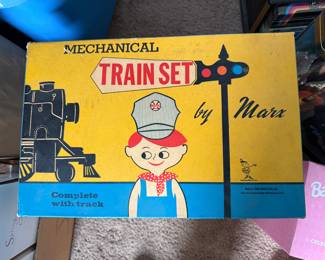 MECHANICAL
TRAIN SET
by Marx
Complete
with track